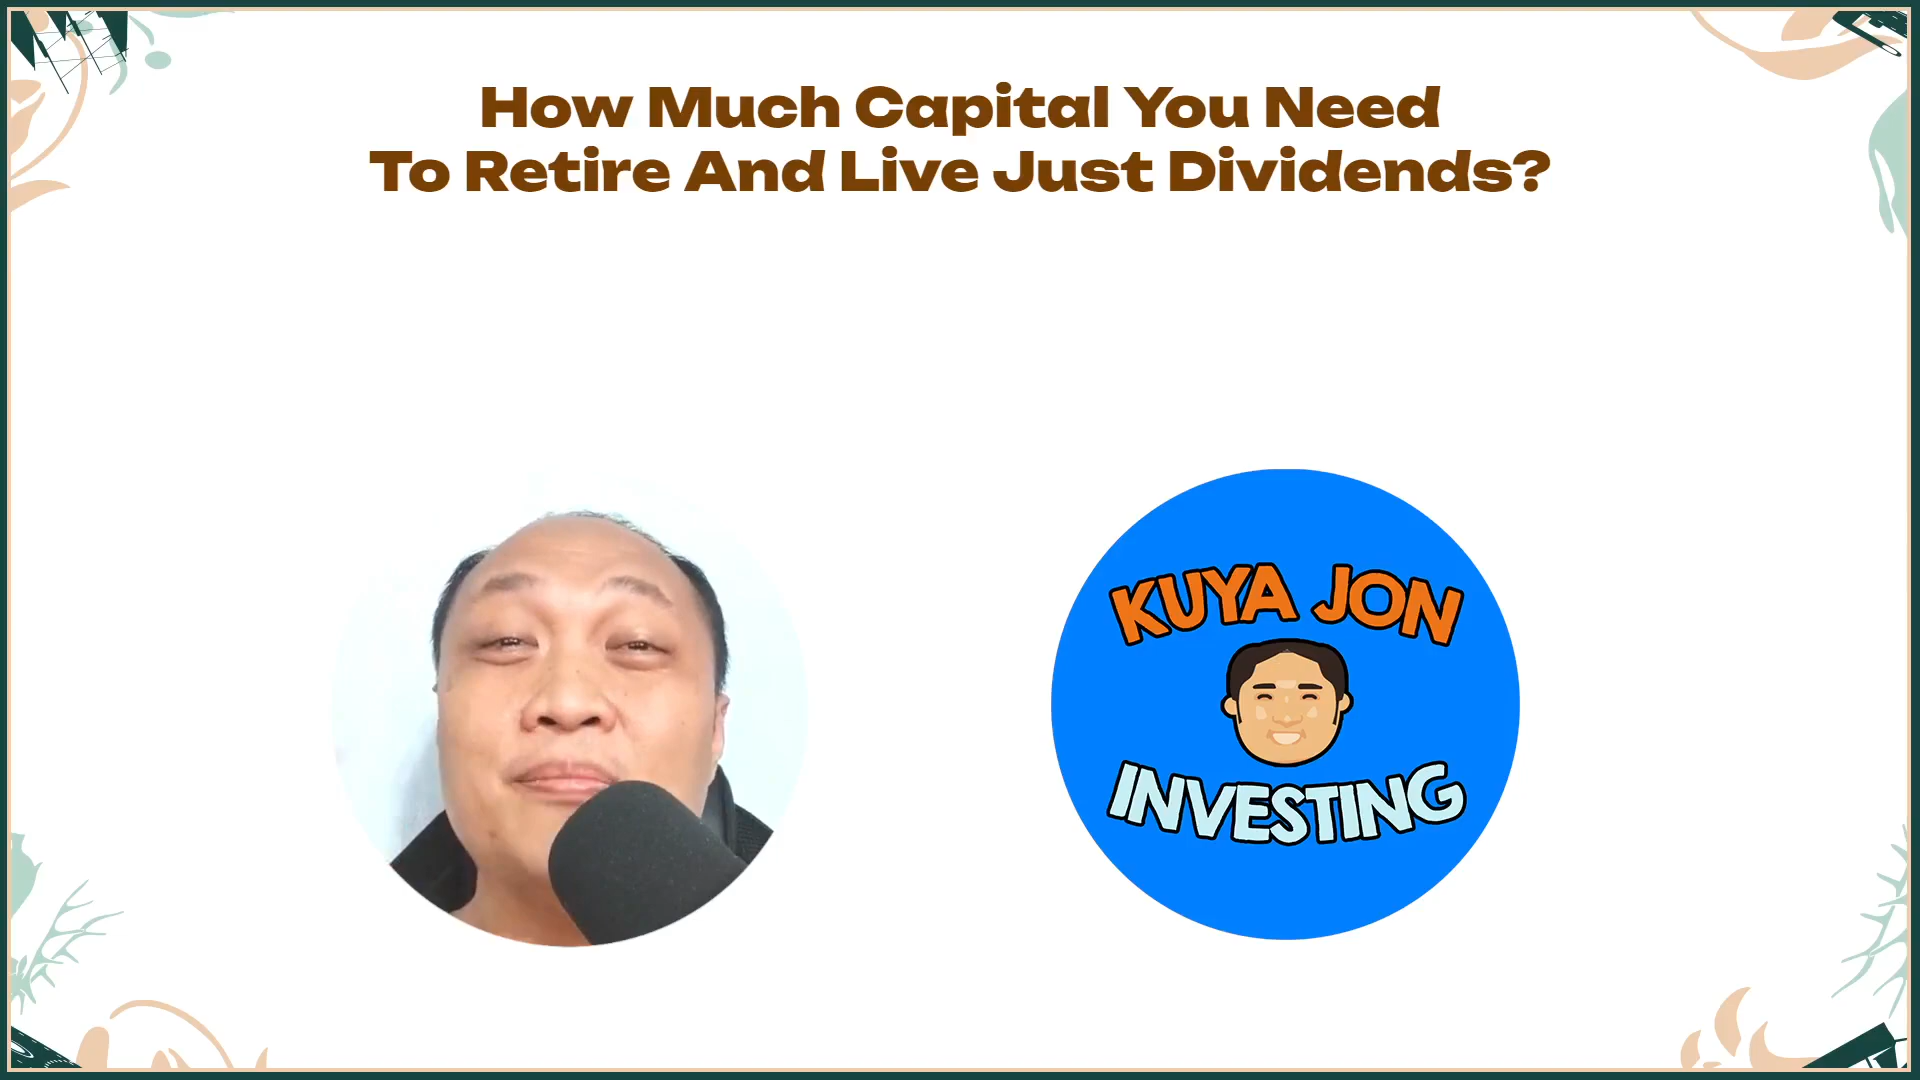 How Much Capital You Need
To Retire And Live Just Dividends?
KUYA JON
INVESTING